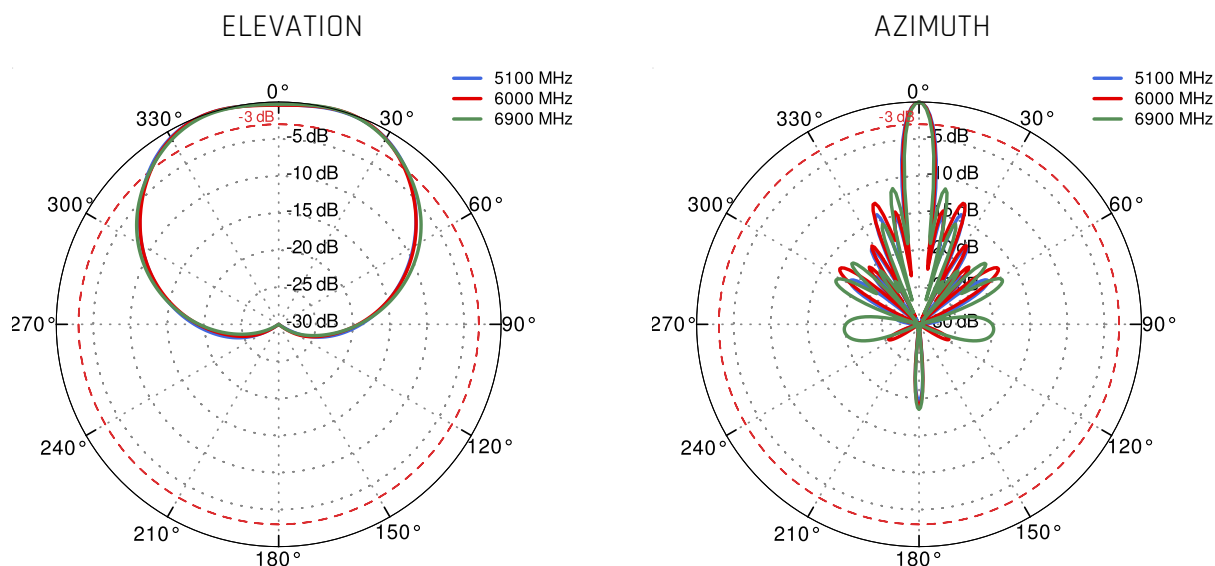 ELEVATION
5100 MHz
6000 MHz
6900 MHz
0°
330°
-3 dB
30°
-5 dB
-10 dB
300°
-15 dB
60°
-20 dB
-25 dB
270°
-30 dB
90°
240°
120°
210°
150°
180°
AZIMUTH
5100 MHz
6000 MHz
6900 MHz
0°
330°
-3 dB
30°
-5 dB
-10 dB
300°
60°
270°
90°
240°
120°
210°
150°
180°